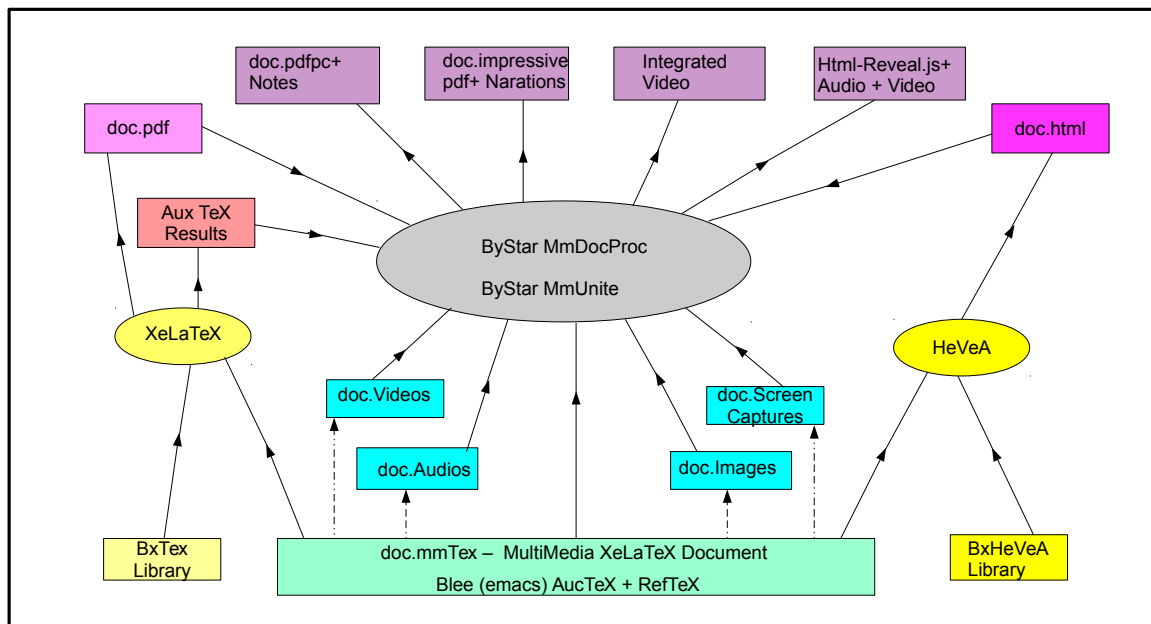 doc.pdfpc+
Notes
doc.impressive
pdf+ Narations
Integrated
Video
Html-Reveal.js+
Audio + Video
doc.pdf
doc.html
Aux TeX
Results
ByStar MmDocProc
ByStar MmUnite
XeLaTeX
HeVeA
doc.Videos
doc.Screen
Captures
doc.Audios
doc.Images
BxTex
Library
doc.mmTex – MultiMedia XeLaTeX Document
Blee (emacs) AucTeX + RefTeX
BxHeVeA
Library